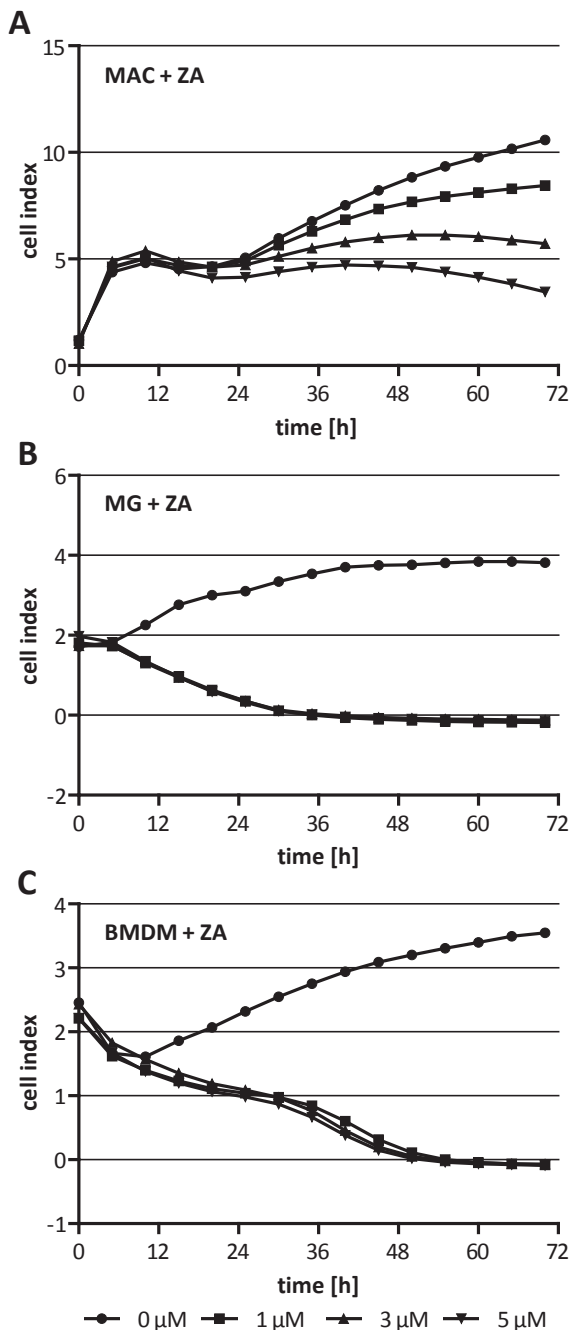 A
MAC + ZA
cell index
15
10
5
0
0 12 24 36 48 60 72
time [h]
B
MG + ZA
cell index
6
4
2
0
-2
0 12 24 36 48 60 72
time [h]
C
BMDM + ZA
cell index
4
3
2
1
0
-1
0 12 24 36 48 60 72
time [h]
0 µM 1 µM 3 µM 5 µM